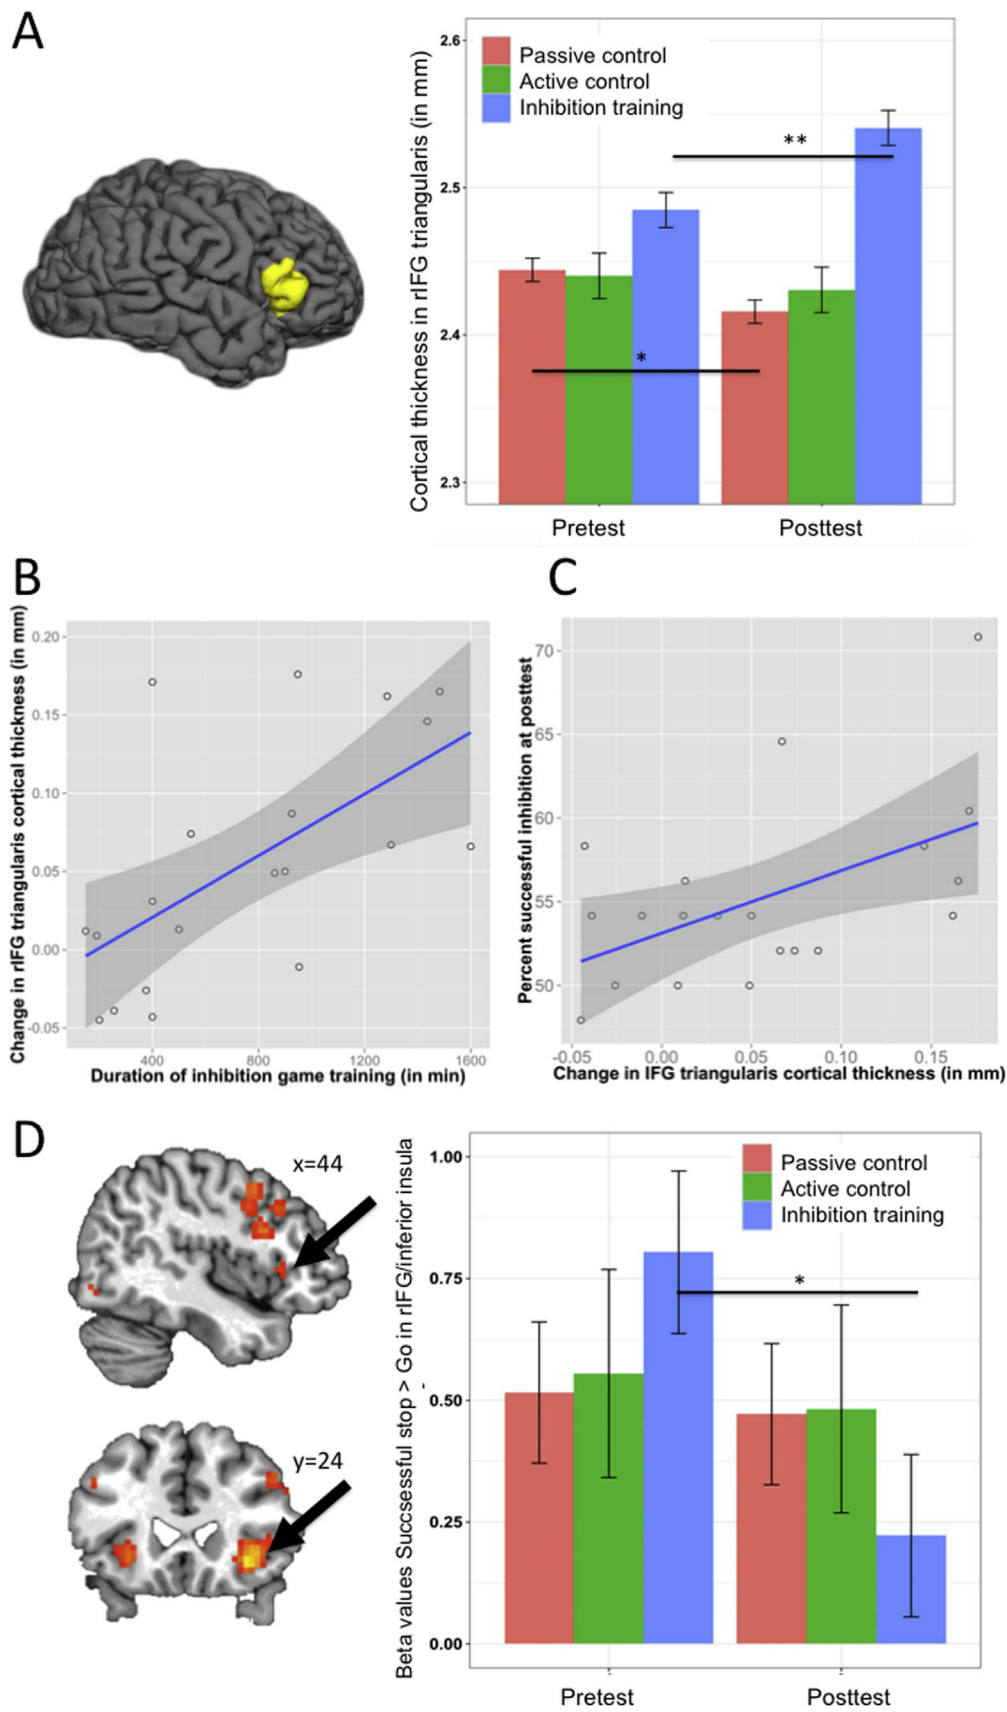 A
Cortical thickness in rIFG triangularis (in mm)
2.6
2.5
2.4
2.3
Passive control
Active control
Inhibition training
**
*
Pretest
Posttest
B
Change in rIFG triangularis cortical thickness (in mm)
0.20
0.15
0.10
0.05
0.00
-0.05
400
800
1200
1600
Duration of inhibition game training (in min)
C
Percent successful inhibition at posttest
70
65
60
55
50
-0.05
0.00
0.05
0.10
0.15
Change in IFG triangularis cortical thickness (in mm)
D
x=44
y=24
Beta values Succsessful stop > Go in rIFG/inferior insula
1.00
0.75
0.50
0.25
0.00
Passive control
Active control
Inhibition training
*
Pretest
Posttest